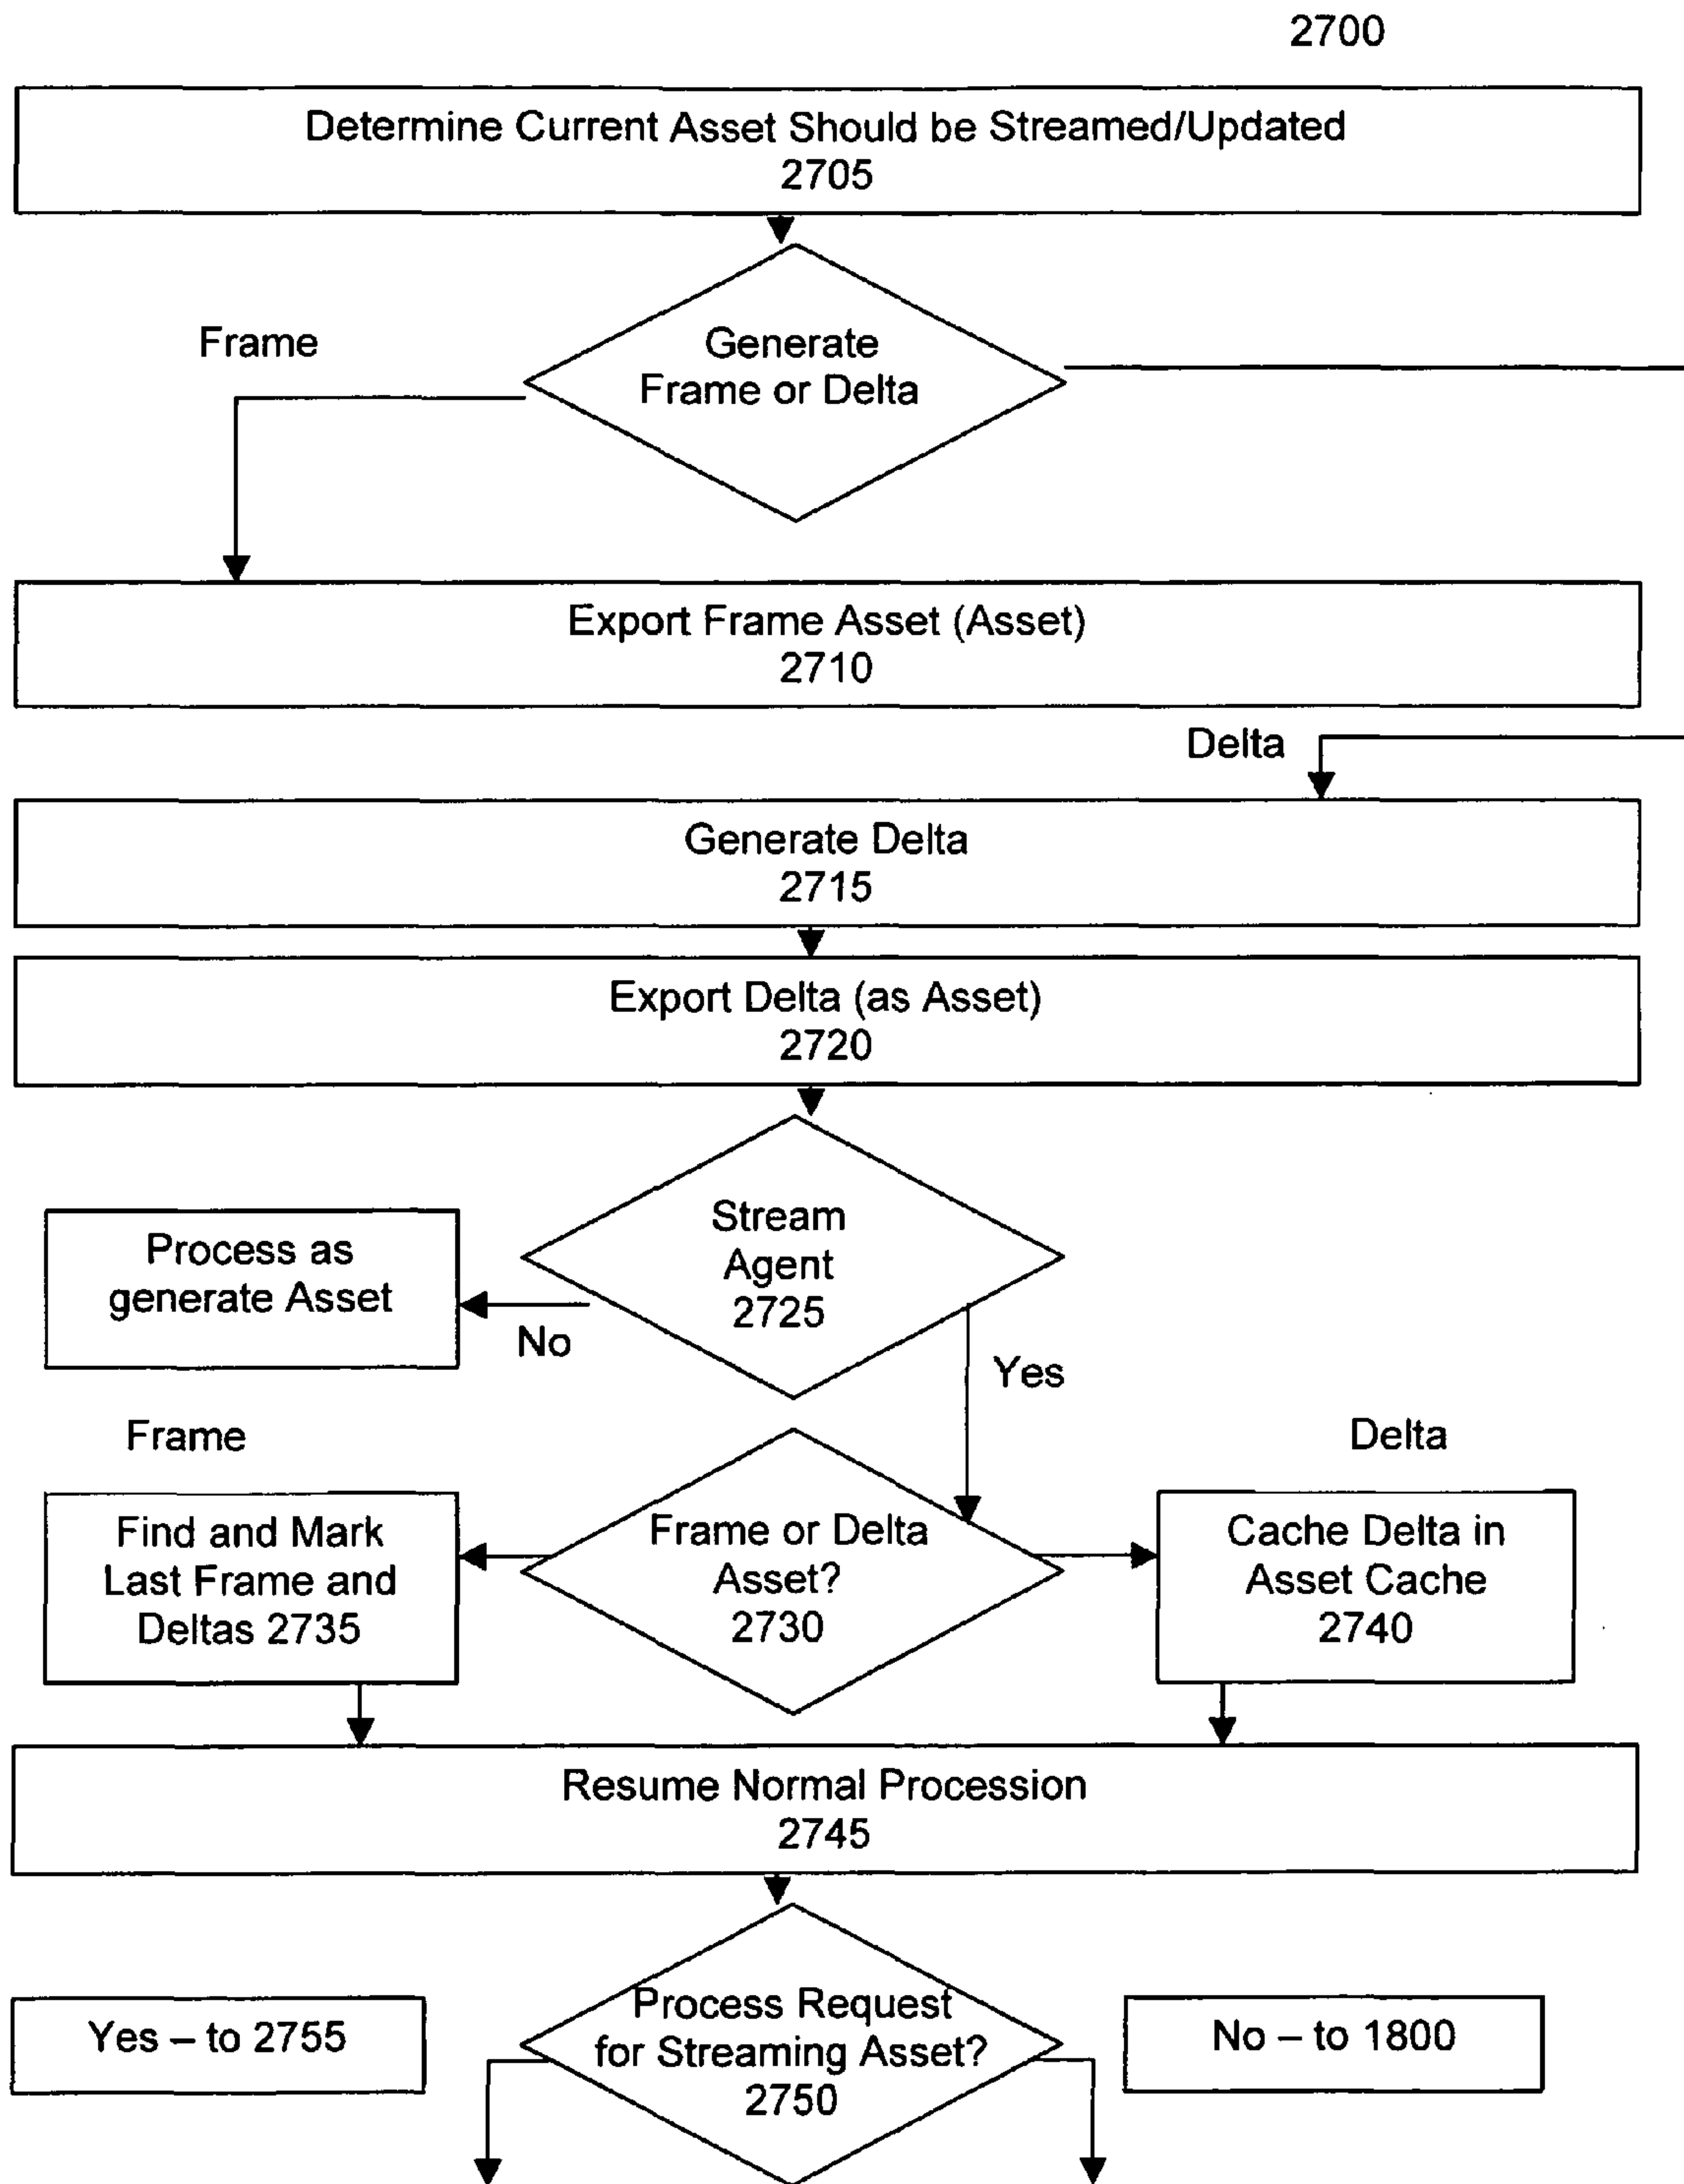 2700
Determine Current Asset Should be Streamed/Updated
2705
Frame
Generate
Frame or Delta
Export Frame Asset (Asset)
2710
Delta
Generate Delta
2715
Export Delta (as Asset)
2720
Stream
Agent
2725
Process as
generate Asset
No
Yes
Frame
Delta
Find and Mark
Last Frame and
Deltas 2735
Frame or Delta
Asset?
2730
Cache Delta in
Asset Cache
2740
Resume Normal Procession
2745
Yes – to 2755
Process Request
for Streaming Asset?
2750
No – to 1800